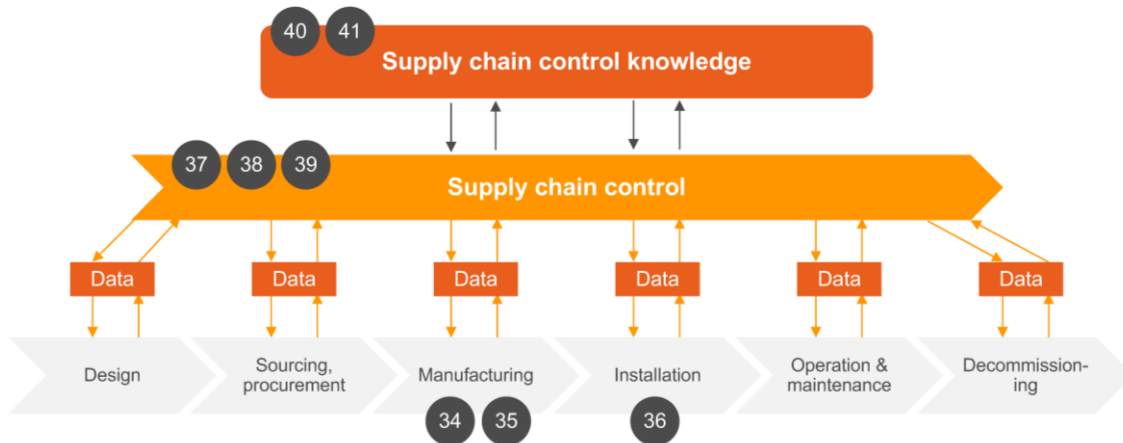 40
41
Supply chain control knowledge
37
38
39
Supply chain control
Data
Data
Data
Data
Data
Data
Design
Sourcing,
procurement
Manufacturing
Installation
Operation &
maintenance
Decommission-
ing
34
35
36